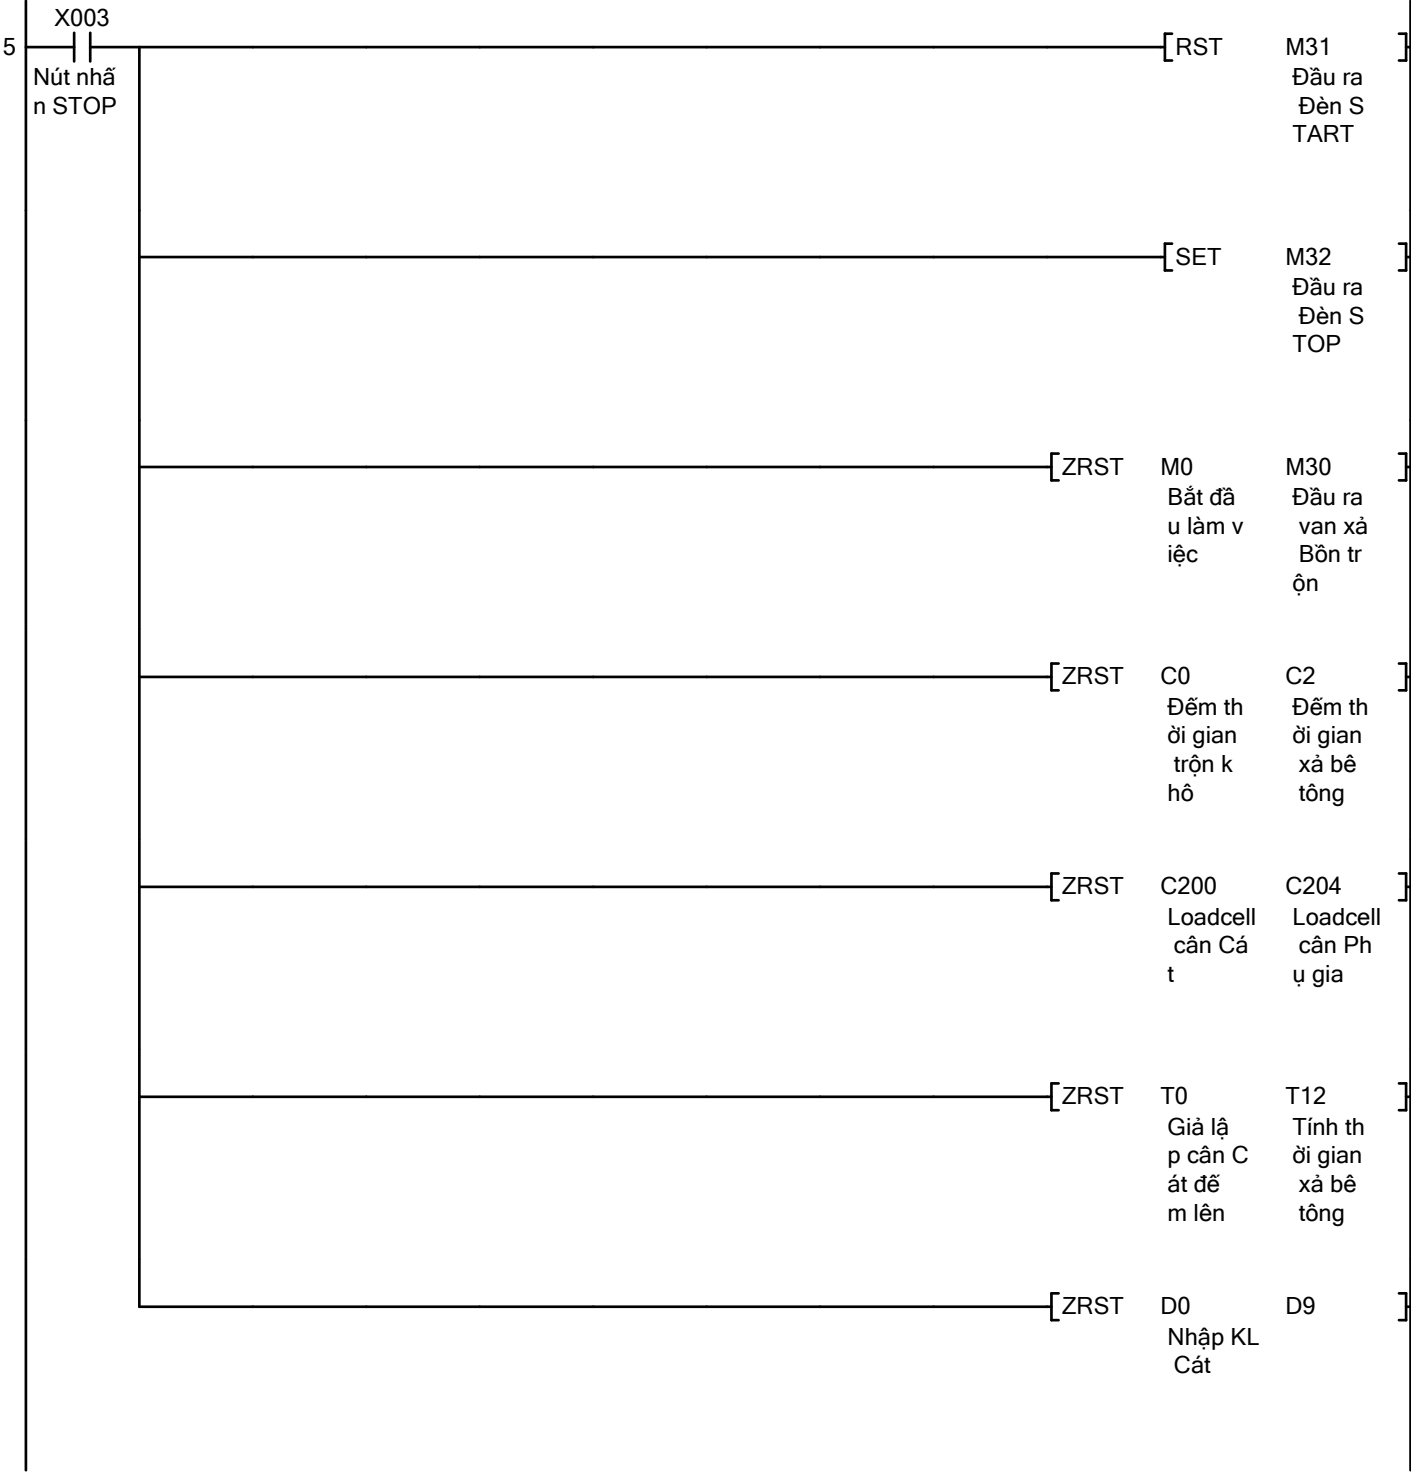 X003
5
RST M31
Nút nhấ
n STOP
Đầu ra
Đèn S
TART
SET M32
Đầu ra
Đèn S
TOP
ZRST M0 M30
Bắt đầ
u làm v
iệc
Đầu ra
van xả
Bồn tr
ộn
ZRST C0 C2
Đếm th
ời gian
trộn k
hô
Đếm th
ời gian
xả bê
tông
ZRST C200 C204
Loadcell
cân Cá
t
Loadcell
cân Ph
ụ gia
ZRST T0 T12
Giả lậ
p cân C
át đế
m lên
Tính th
ời gian
xả bê
tông
ZRST D0 D9
Nhập KL
Cát